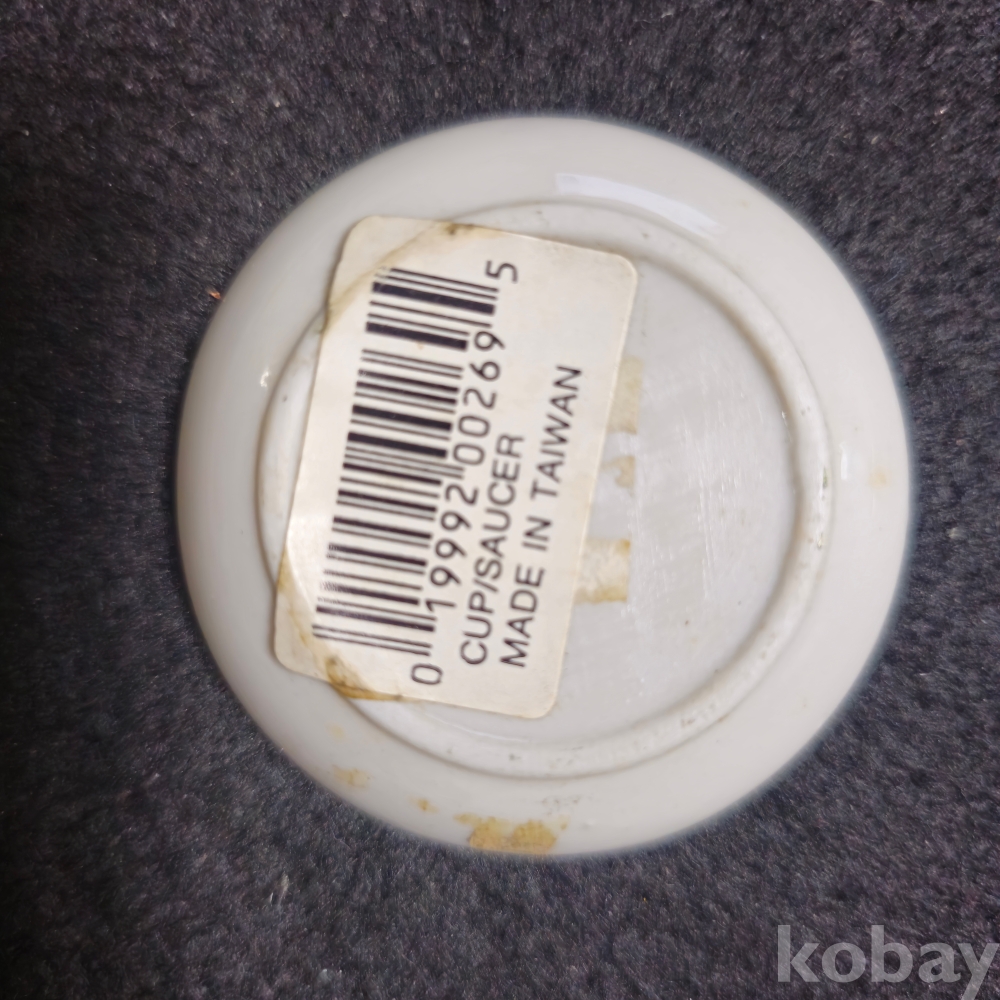 0 19992 00269 5
CUP/SAUCER
MADE IN TAIWAN
kobay